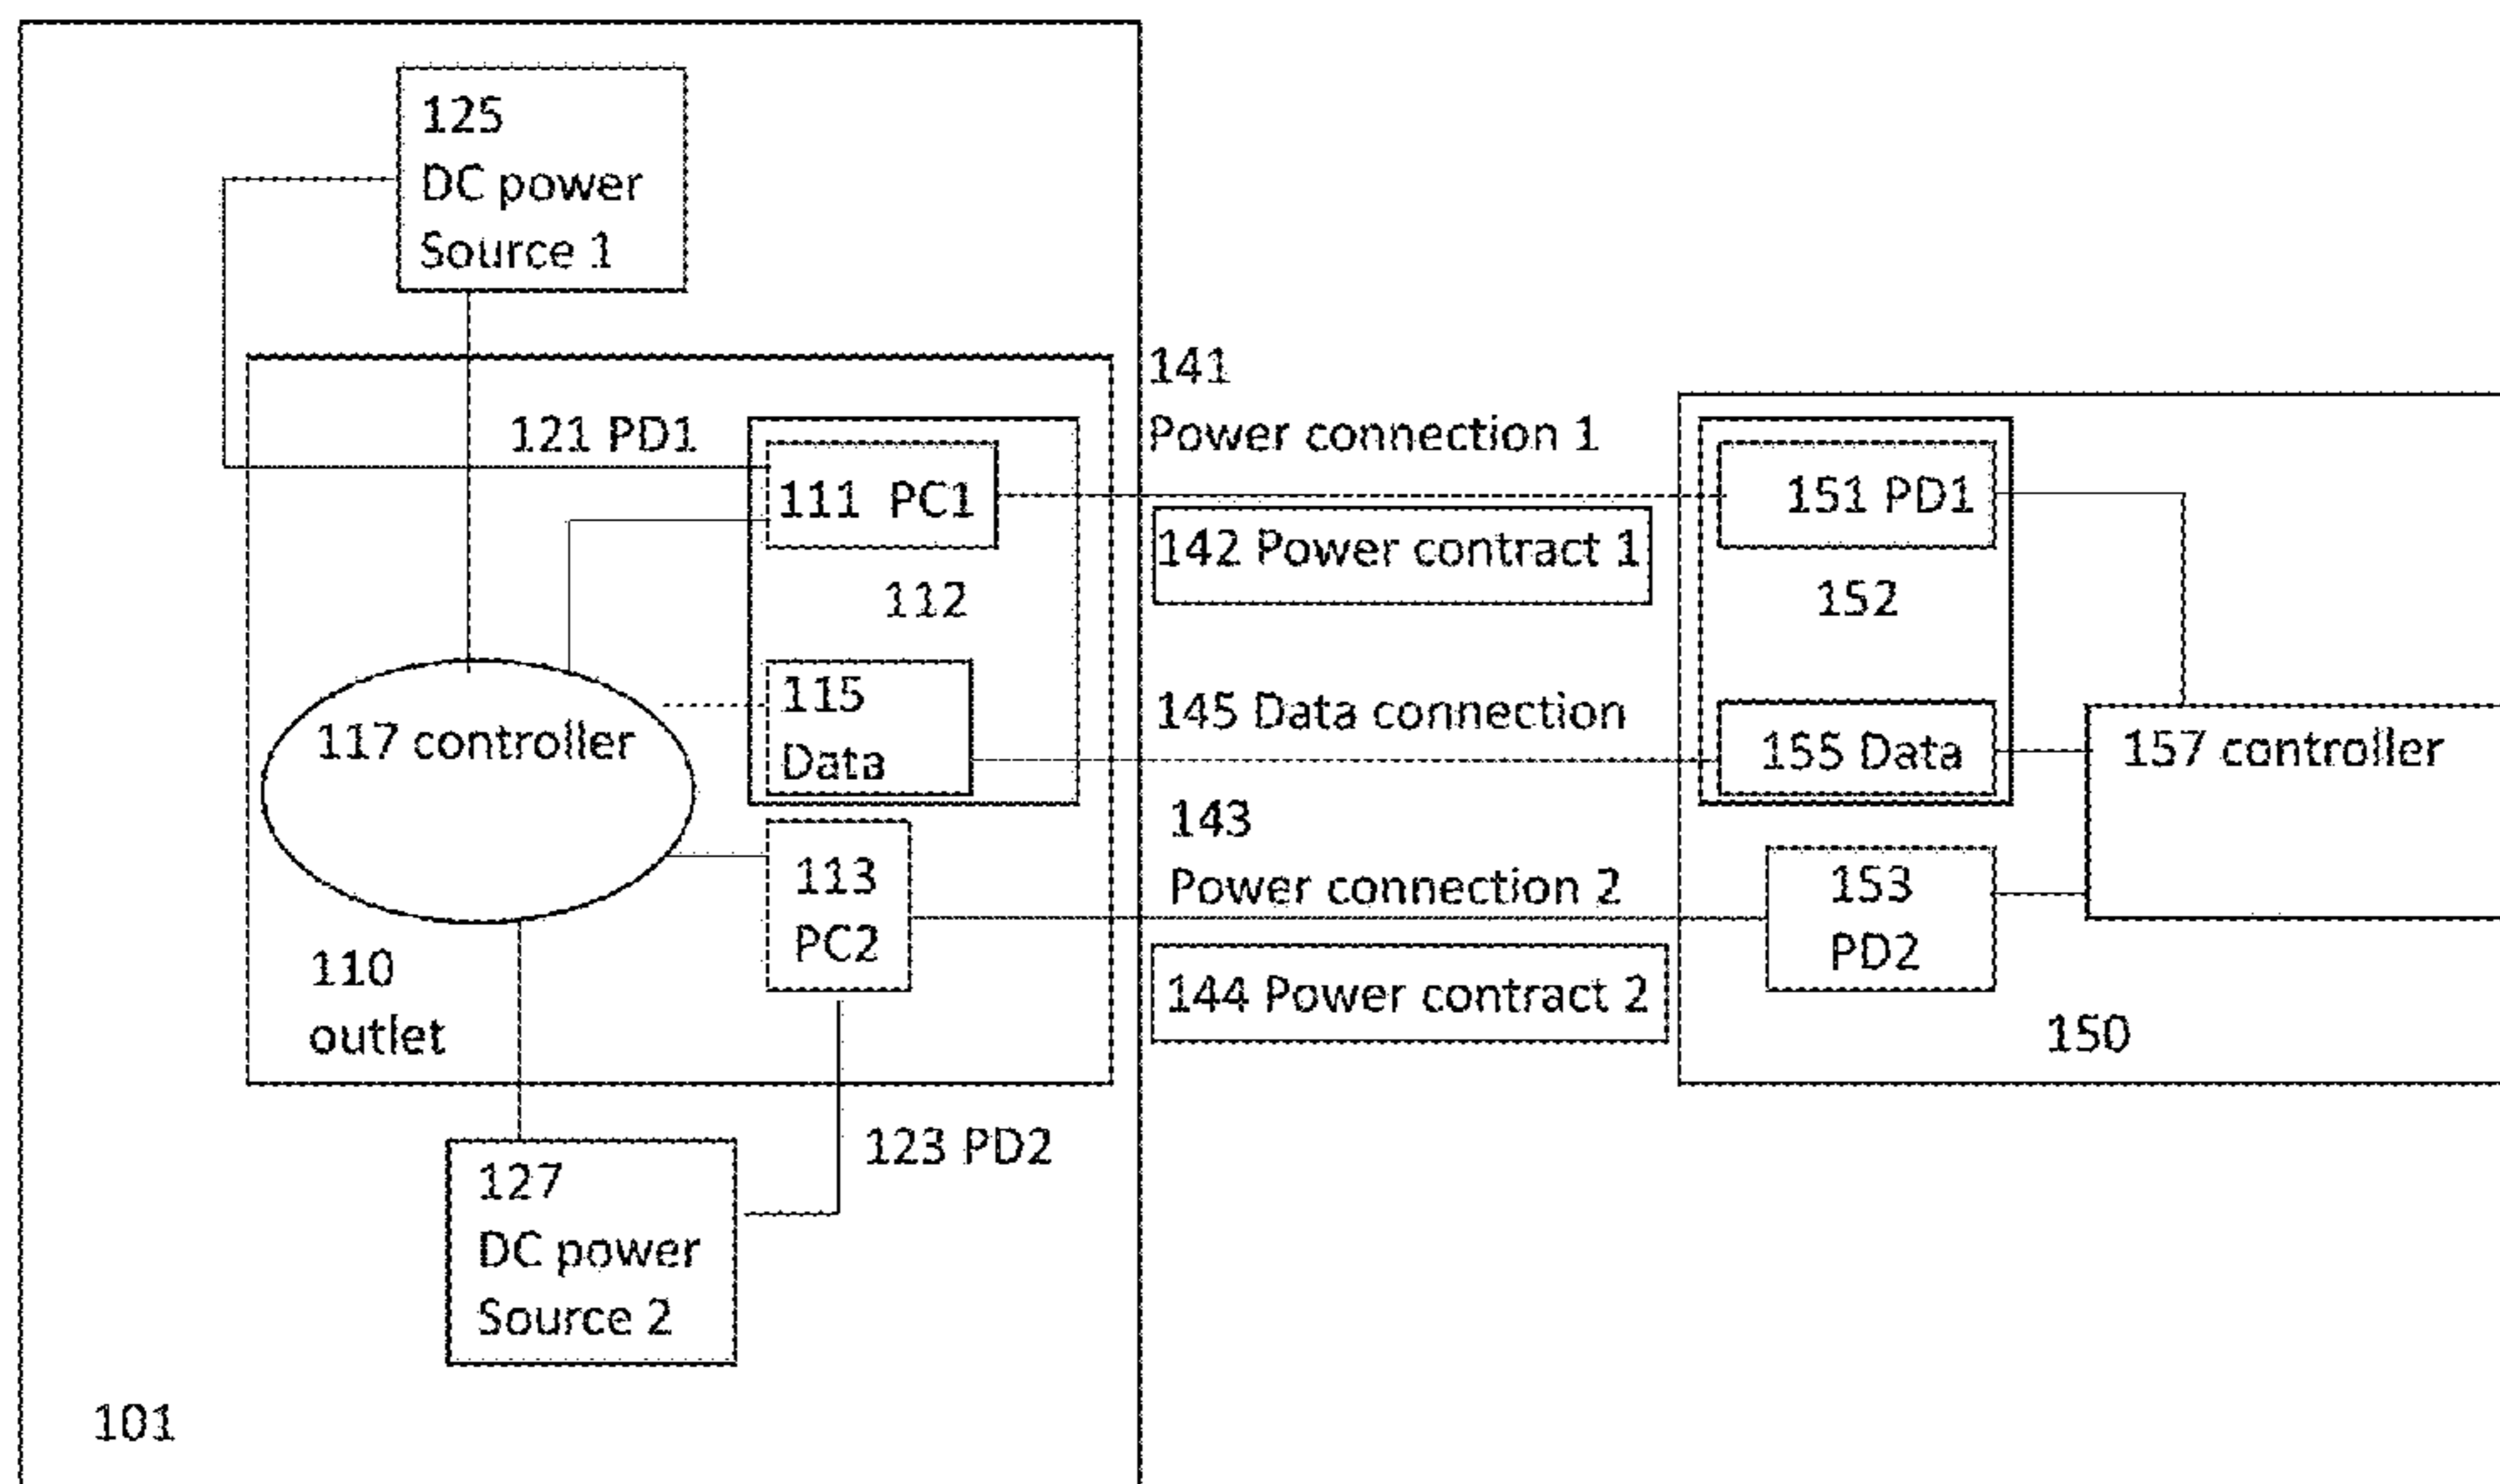 125
DC power
Source 1
121 PD1
111 PC1
112
115
Data
117 controller
113
PC2
110
outlet
123 PD2
127
DC power
Source 2
101
141
Power connection 1
142 Power contract 1
145 Data connection
143
Power connection 2
144 Power contract 2
151 PD1
152
155 Data
157 controller
153
PD2
150